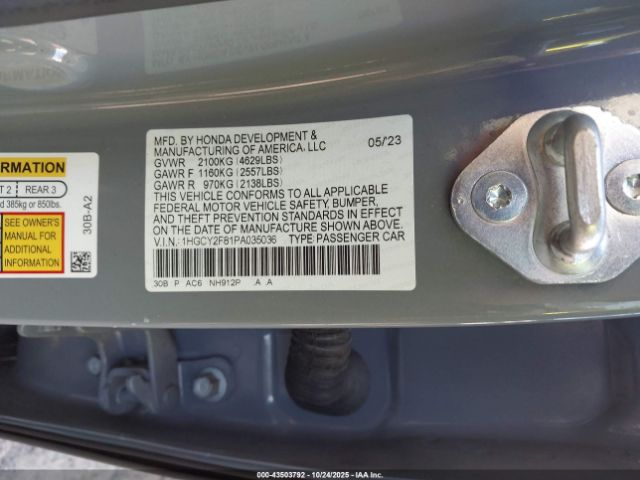 MFD. BY HONDA DEVELOPMENT &
MANUFACTURING OF AMERICA, LLC 05/23
GVWR 2100KG (4629LBS)
GAWR F 1160KG (2557LBS)
GAWR R 970KG (2138LBS)
THIS VEHICLE CONFORMS TO ALL APPLICABLE
FEDERAL MOTOR VEHICLE SAFETY, BUMPER,
AND THEFT PREVENTION STANDARDS IN EFFECT
ON THE DATE OF MANUFACTURE SHOWN ABOVE.
V.I.N.: 1HGCY2F81PA035036 TYPE PASSENGER CAR
30B P AC6 NH912P .A .A
INFORMATION
2 REAR 3
385kg or 850lbs.
SEE OWNER'S
MANUAL FOR
ADDITIONAL
INFORMATION
30B-A2
000-43503792 - 10/24/2025 - IAA Inc.